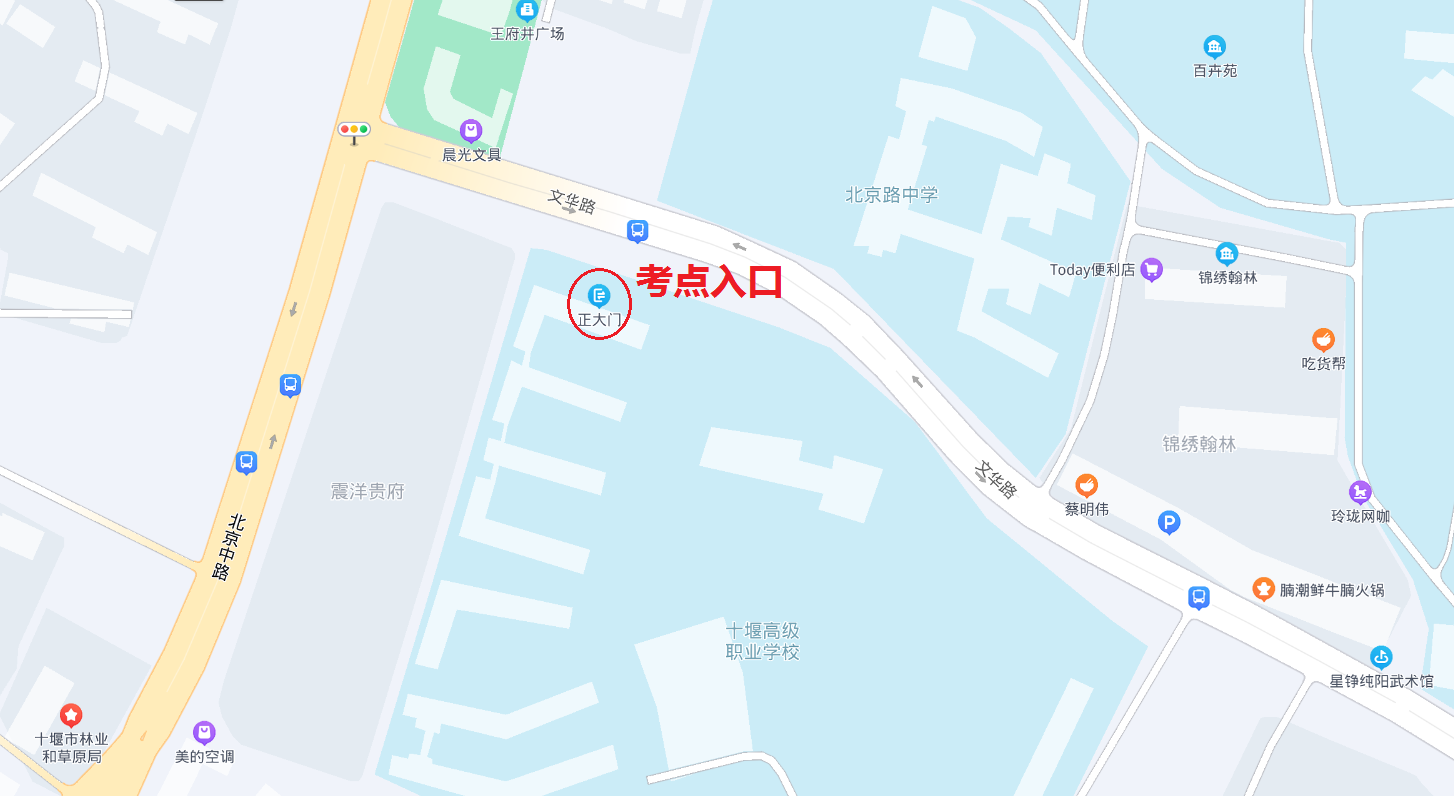 王府井广场
百卉苑
晨光文具
文华路
北京路中学
Today便利店
锦绣翰林
考点入口
正大门
吃货帮
锦绣翰林
震洋贵府
文华路
蔡明伟
玲珑网咖
北京中路
腩潮鲜牛腩火锅
十堰高级
职业学校
星铮纯阳武术馆
十堰市林业
和草原局
美的空调
P